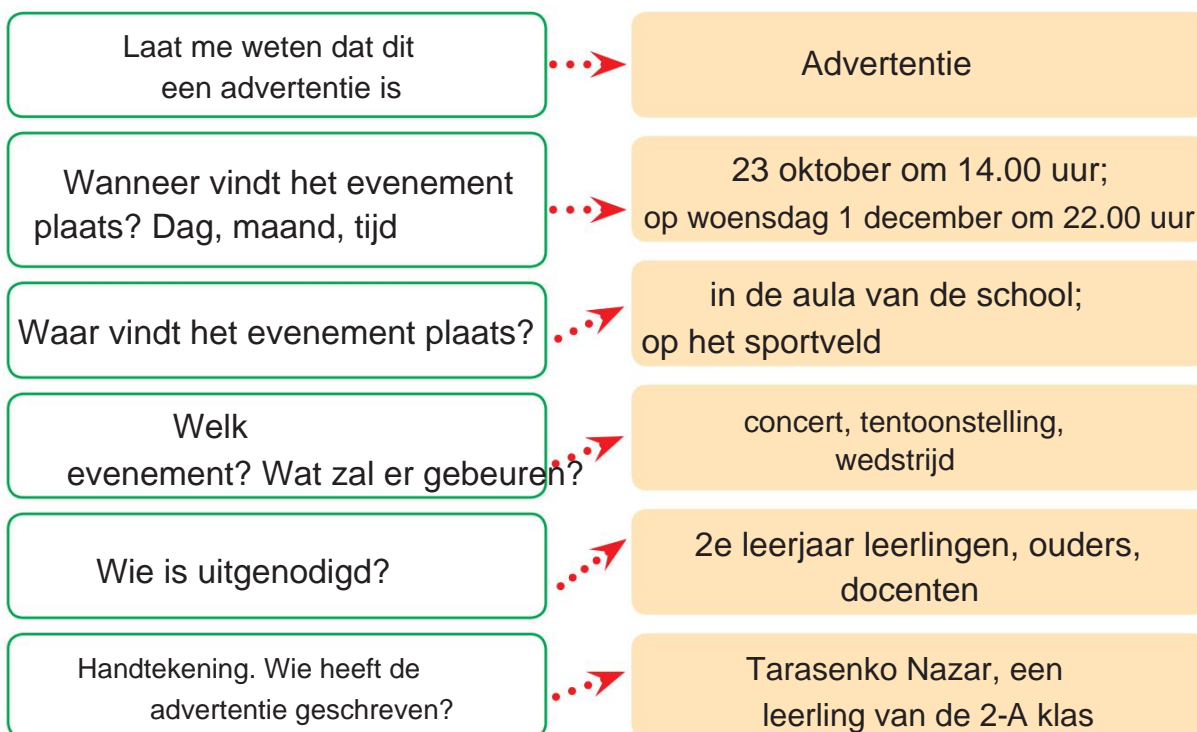 Laat me weten dat dit
een advertentie is
Advertentie
Wanneer vindt het evenement
plaats? Dag, maand, tijd
23 oktober om 14.00 uur;
op woensdag 1 december om 22.00 uur
Waar vindt het evenement plaats?
in de aula van de school;
op het sportveld
Welk
evenement? Wat zal er gebeuren?
concert, tentoonstelling,
wedstrijd
Wie is uitgenodigd?
2e leerjaar leerlingen, ouders,
docenten
Handtekening. Wie heeft de
advertentie geschreven?
Tarasenko Nazar, een
leerling van de 2-A klas